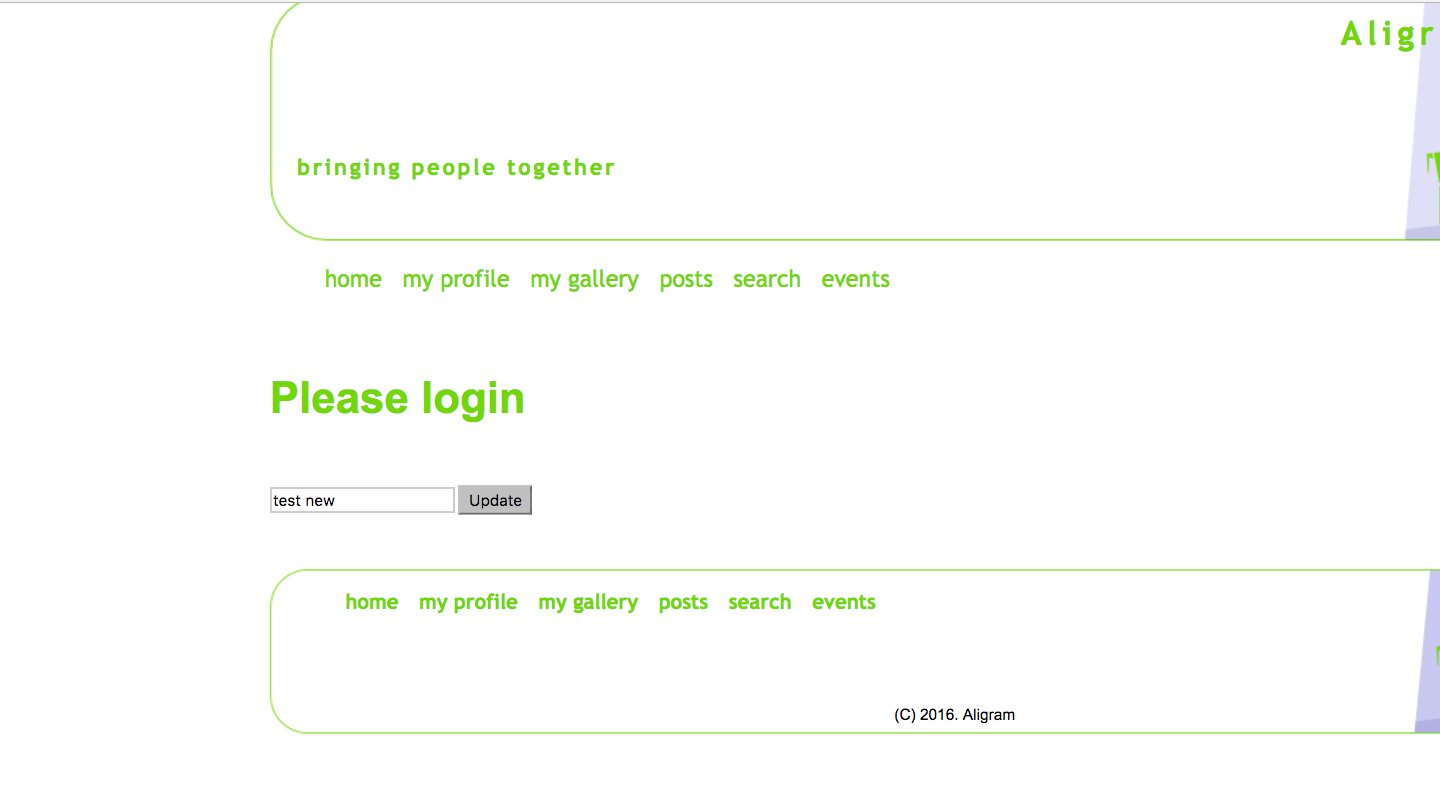 Aligr
bringing people together
home my profile my gallery posts search events
Please login
test new Update
home my profile my gallery posts search events
(C) 2016. Aligram